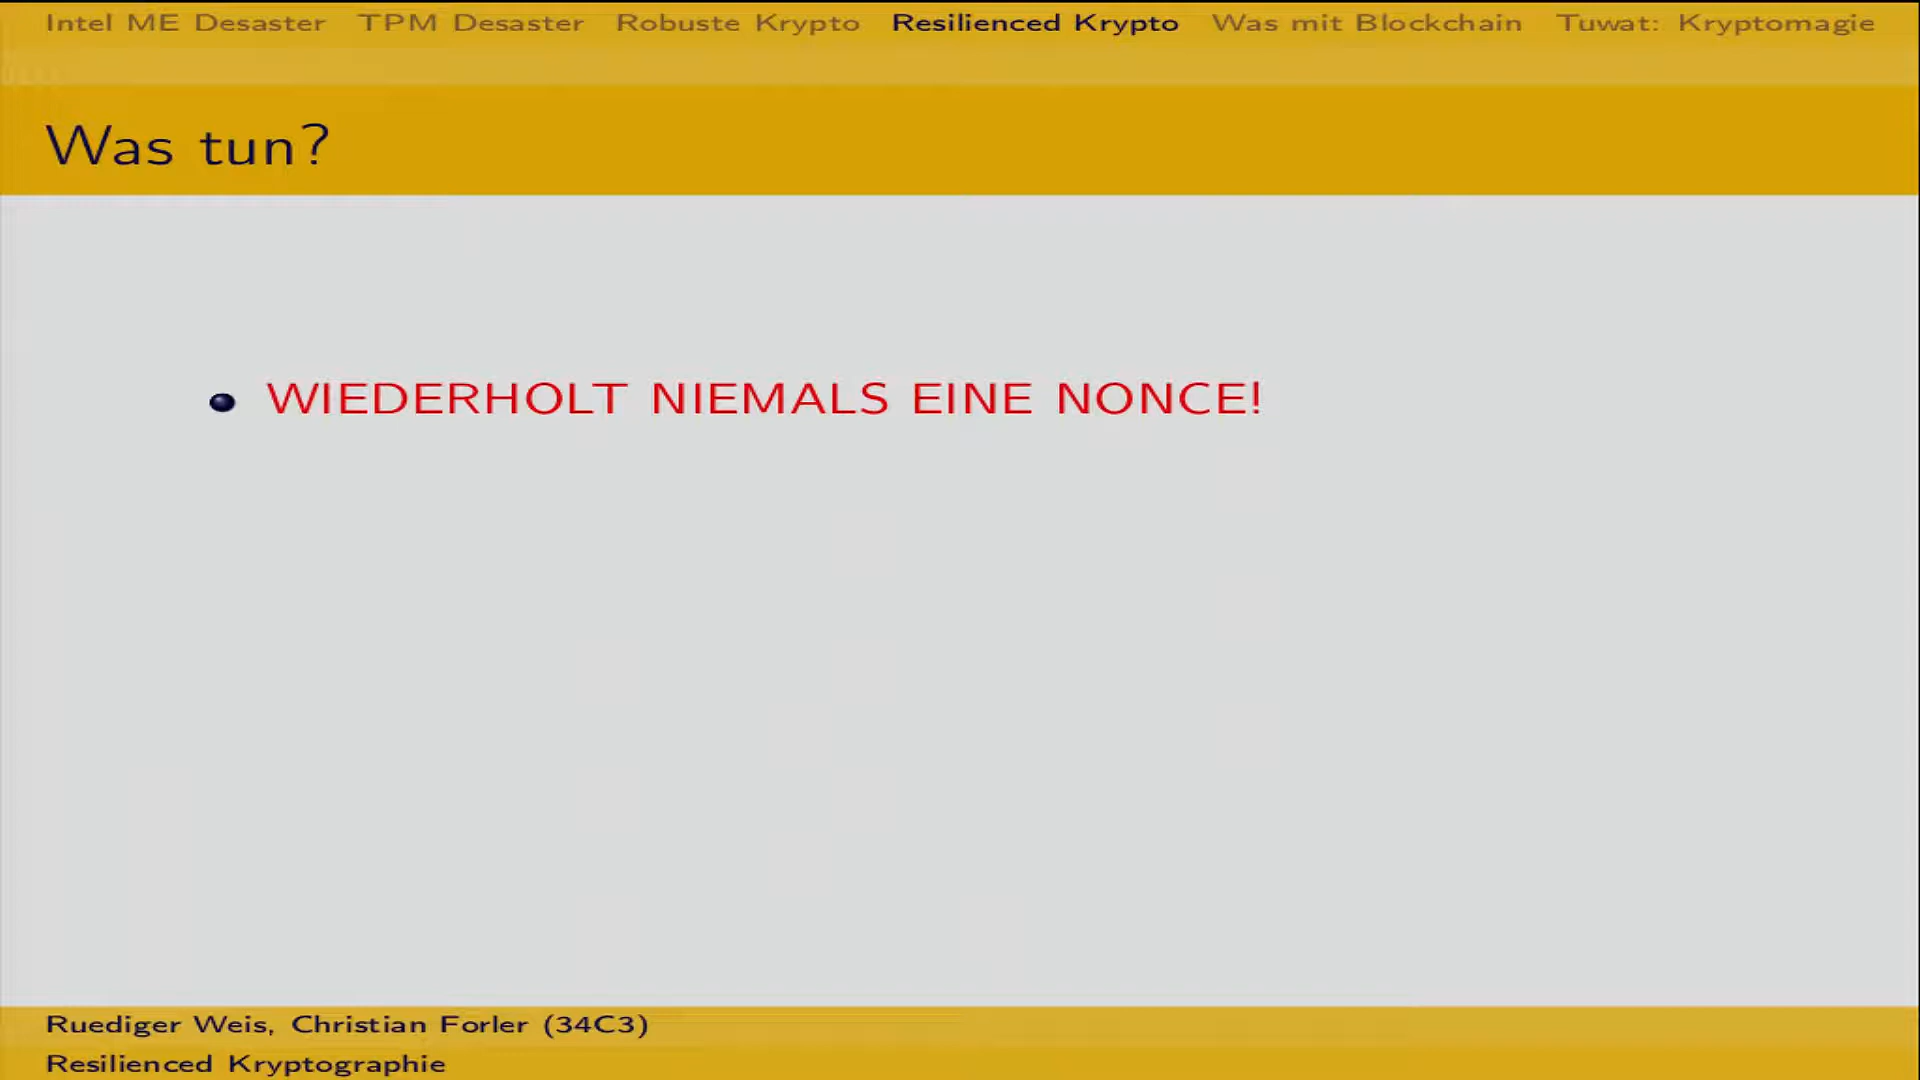 Intel ME Desaster TPM Desaster Robuste Krypto Resilienced Krypto Was mit Blockchain Tuwat: Kryptomagie
Was tun?
WIEDERHOLT NIEMALS EINE NONCE!
Ruediger Weis, Christian Forler (34C3)
Resilienced Kryptographie